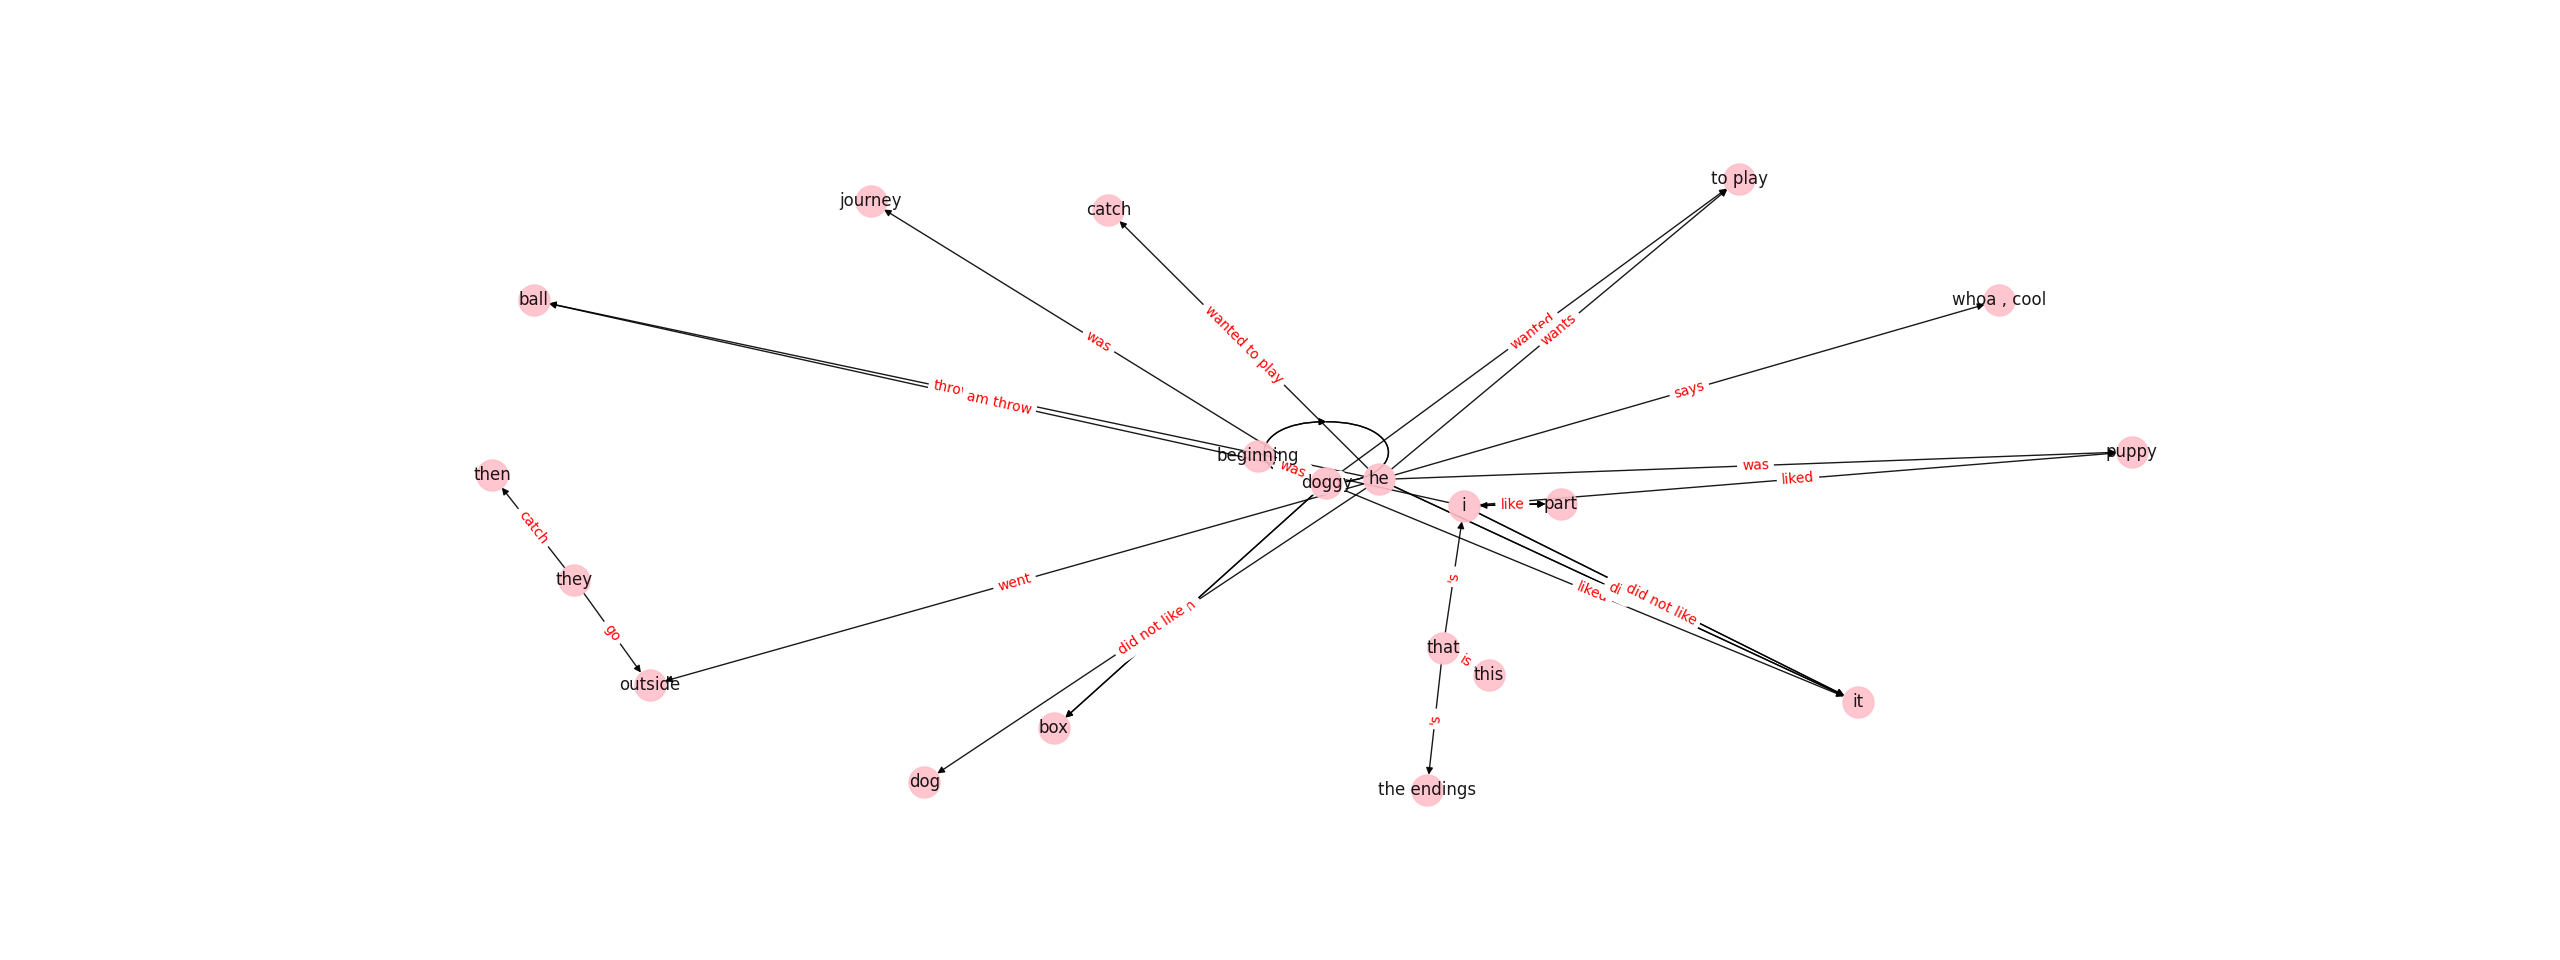 to play
journey
catch
ball
whoa , cool
wanted
wants
was
wanted to play
says
am throw
beginning
was
doggy
he
was
puppy
liked
then
i
like
part
catch
they
went
's
did not like
did not like
go
that
is
this
outside
box
's
it
dog
the endings